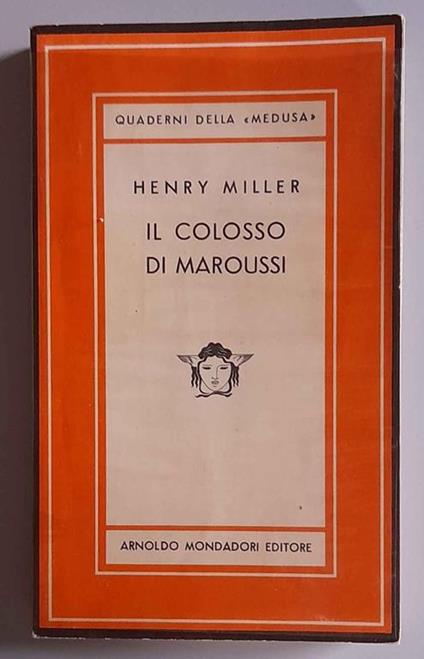 QUADERNI DELLA «MEDUSA»
HENRY MILLER
IL COLOSSO
DI MAROUSSI
ARNOLDO MONDADORI EDITORE